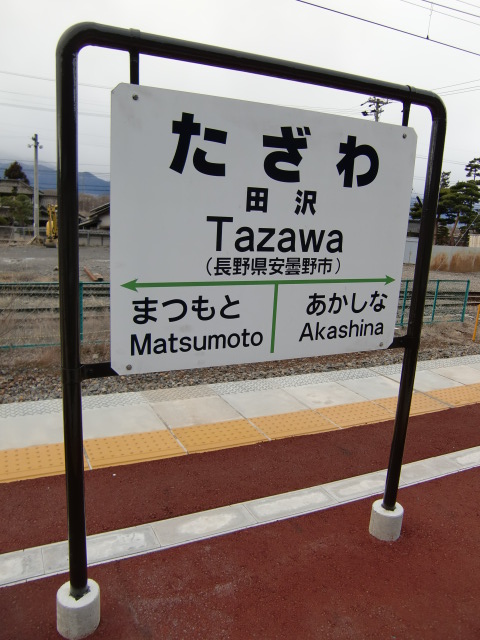 たざわ
田沢
Tazawa
(長野県安曇野市)
まつもと あかしな
Matsumoto Akashina